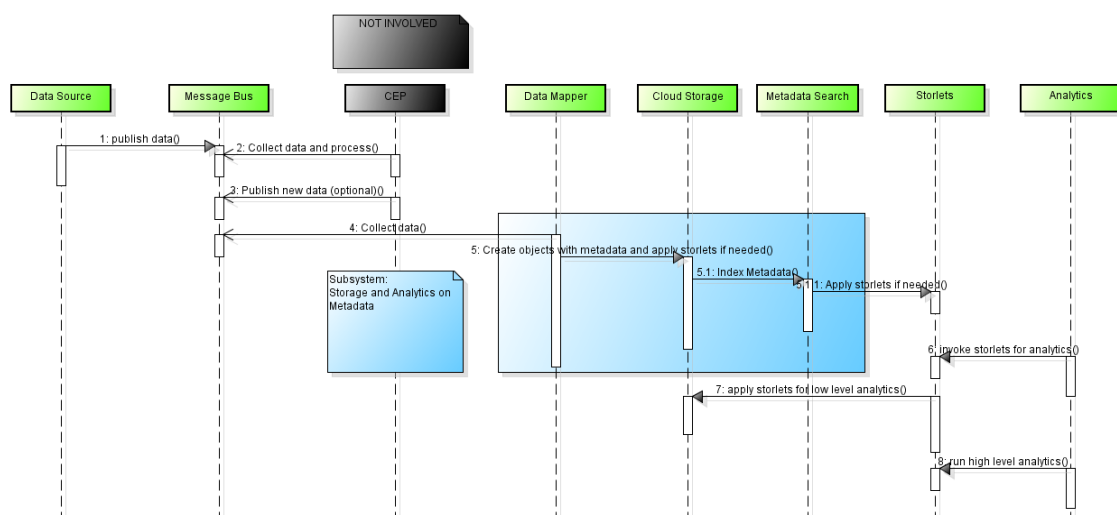 NOT INVOLVED
Data Source
Message Bus
CEP
Data Mapper
Cloud Storage
Metadata Search
Storlets
Analytics
1: publish data()
2: Collect data and process()
3: Publish new data (optional)()
4: Collect data()
5: Create objects with metadata and apply storlets if needed()
5.1: Index Metadata()
5.1.1: Apply storlets if needed()
Subsystem:
Storage and Analytics on
Metadata
6: invoke storlets for analytics()
7: apply storlets for low level analytics()
8: run high level analytics()